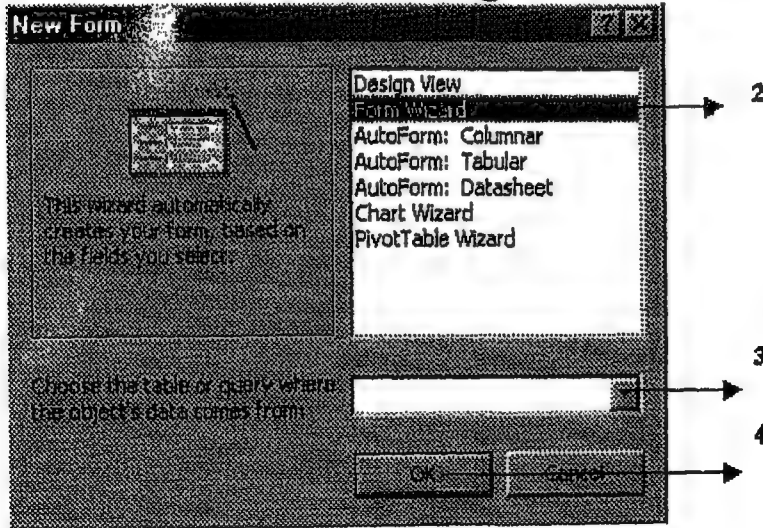 New Form
Design View
2
Form Wizard
AutoForm: Columnar
AutoForm: Tabular
AutoForm: Datasheet
Chart Wizard
PivotTable Wizard
This wizard automatically
creates your form, based on
the fields you select.
3
Choose the table or query where
the object's data comes from:
4
OK
Cancel